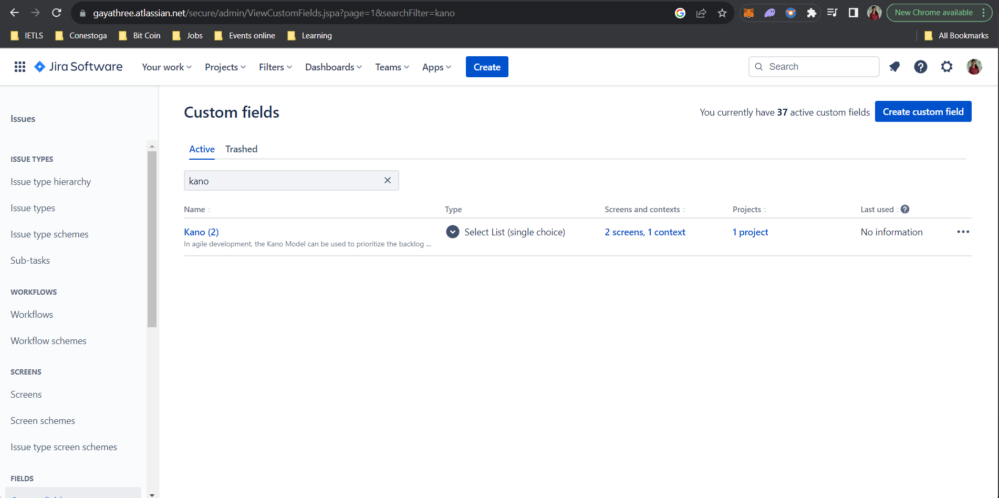 gayathree.atlassian.net/secure/admin/ViewCustomFields.jspa?page=1&searchFilter=kano
New Chrome available
IETLS Conestoga Bit Coin Jobs Events online Learning All Bookmarks
Jira Software Your work Projects Filters Dashboards Teams Apps Create Search
Issues
ISSUE TYPES
Issue type hierarchy
Issue types
Issue type schemes
Sub-tasks
WORKFLOWS
Workflows
Workflow schemes
SCREENS
Screens
Screen schemes
Issue type screen schemes
FIELDS
Custom fields
You currently have 37 active custom fields Create custom field
Active Trashed
kano
Name Type Screens and contexts Projects Last used
Kano (2) Select List (single choice) 2 screens, 1 context 1 project No information
In agile development, the Kano Model can be used to prioritize the backlog ...